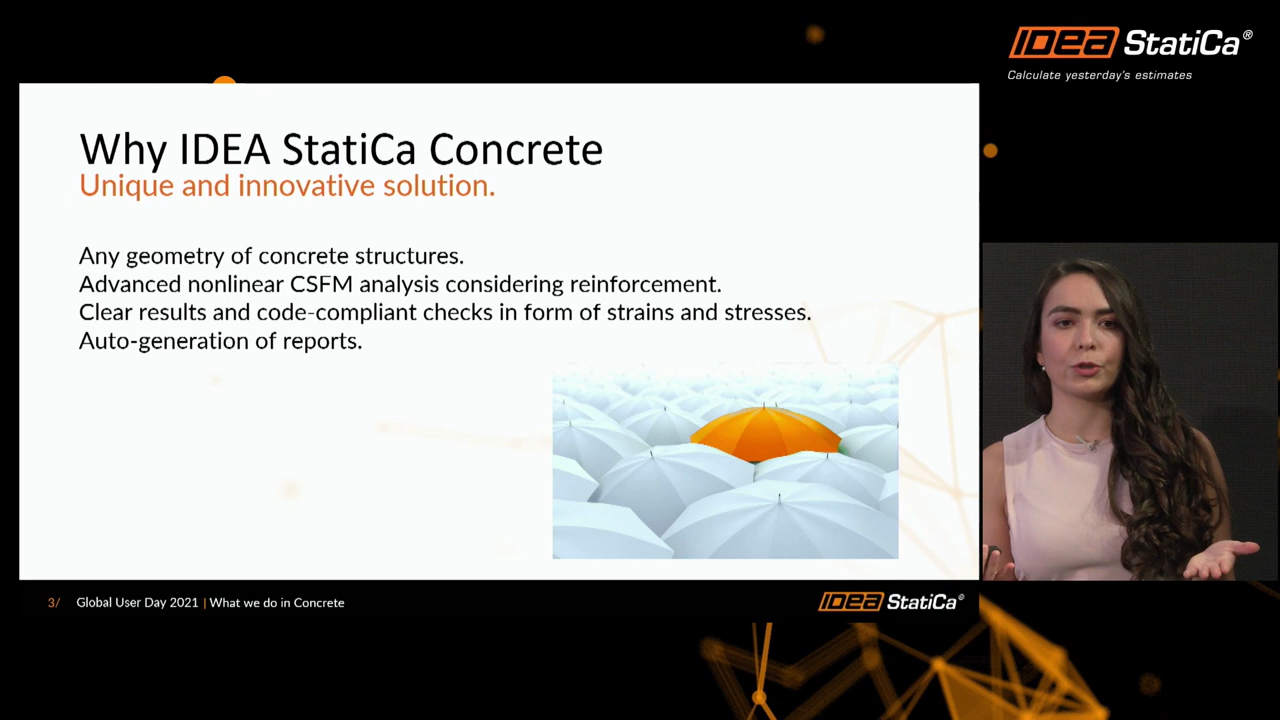 IDEA StatiCa®
Calculate yesterday's estimates
Why IDEA StatiCa Concrete
Unique and innovative solution.
Any geometry of concrete structures.
Advanced nonlinear CSFM analysis considering reinforcement.
Clear results and code-compliant checks in form of strains and stresses.
Auto-generation of reports.
3/ Global User Day 2021 | What we do in Concrete
IDEA StatiCa®